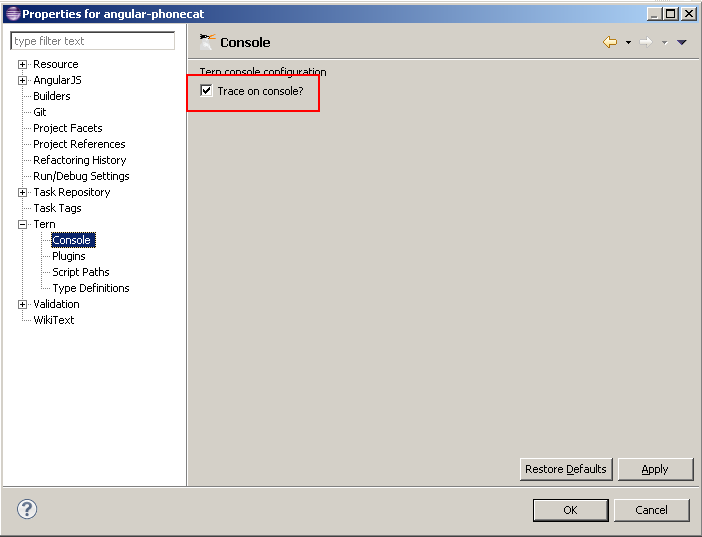 Properties for angular-phonecat
type filter text
Resource
AngularJS
Builders
Git
Project Facets
Project References
Refactoring History
Run/Debug Settings
Task Repository
Task Tags
Tern
Console
Plugins
Script Paths
Type Definitions
Validation
WikiText
Console
Tern console configuration
Trace on console?
Restore Defaults
Apply
?
OK
Cancel